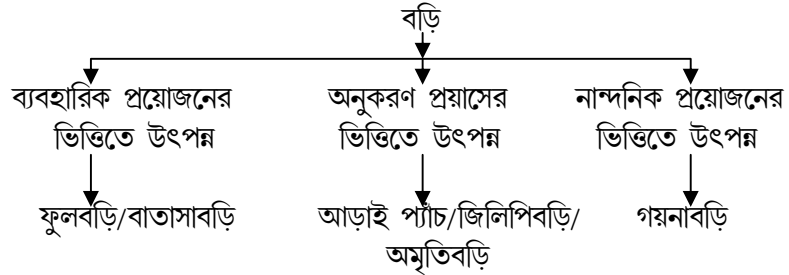 বড়ি
ব্যবহারিক প্রয়োজনের
ভিত্তিতে উৎপন্ন
অনুকরণ প্রয়াসের
ভিত্তিতে উৎপন্ন
নান্দনিক প্রয়োজনের
ভিত্তিতে উৎপন্ন
ফুলবড়ি/বাতাসাবড়ি
আড়াই প্যাঁচ/জিলিপিবড়ি/
অমৃতিবড়ি
গয়নাবড়ি